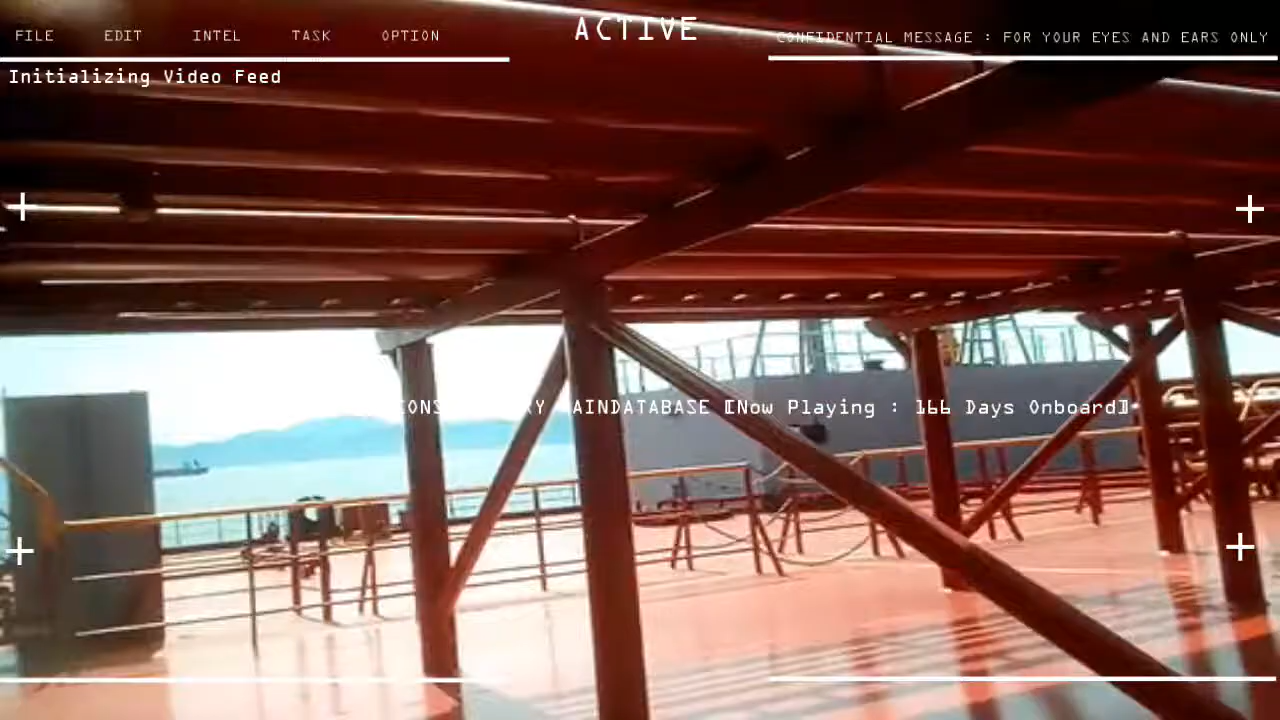 FILE EDIT INTEL TASK OPTION
ACTIVE
CONFIDENTIAL MESSAGE : FOR YOUR EYES AND EARS ONLY
Initializing Video Feed
[Now Playing : 166 Days Onboard]